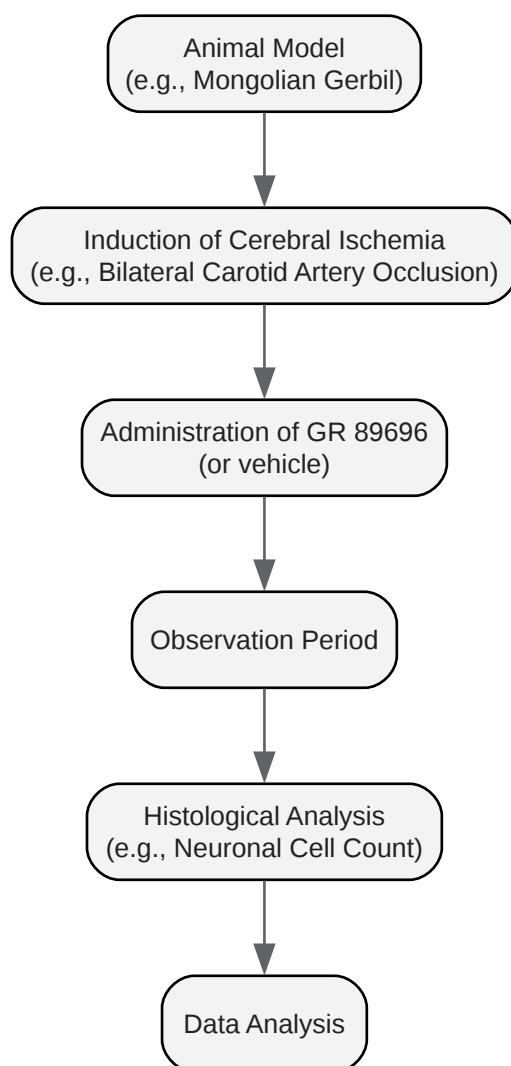 Animal Model
(e.g., Mongolian Gerbil)
Induction of Cerebral Ischemia
(e.g., Bilateral Carotid Artery Occlusion)
Administration of GR 89696
(or vehicle)
Observation Period
Histological Analysis
(e.g., Neuronal Cell Count)
Data Analysis